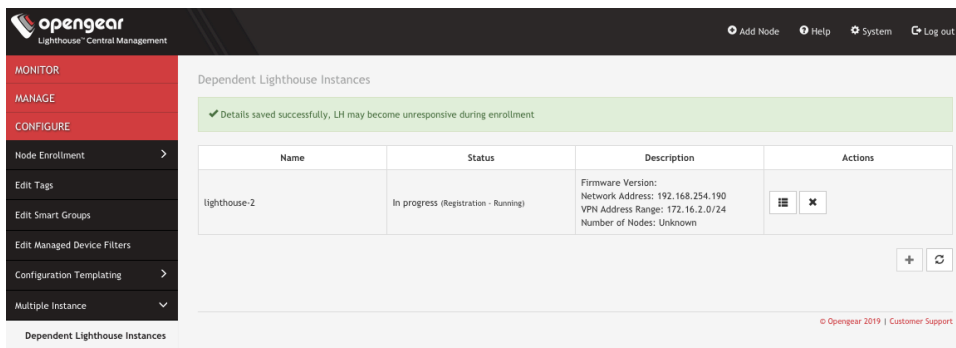 opengear
Lighthouse™ Central Management
Add Node Help System Log out
MONITOR
MANAGE
CONFIGURE
Node Enrollment
Edit Tags
Edit Smart Groups
Edit Managed Device Filters
Configuration Templating
Multiple Instance
Dependent Lighthouse Instances
Dependent Lighthouse Instances
Details saved successfully, LH may become unresponsive during enrollment
Name Status Description Actions
lighthouse-2 In progress (Registration - Running)
Firmware Version:
Network Address: 192.168.254.190
VPN Address Range: 172.16.2.0/24
Number of Nodes: Unknown
© Opengear 2019 | Customer Support